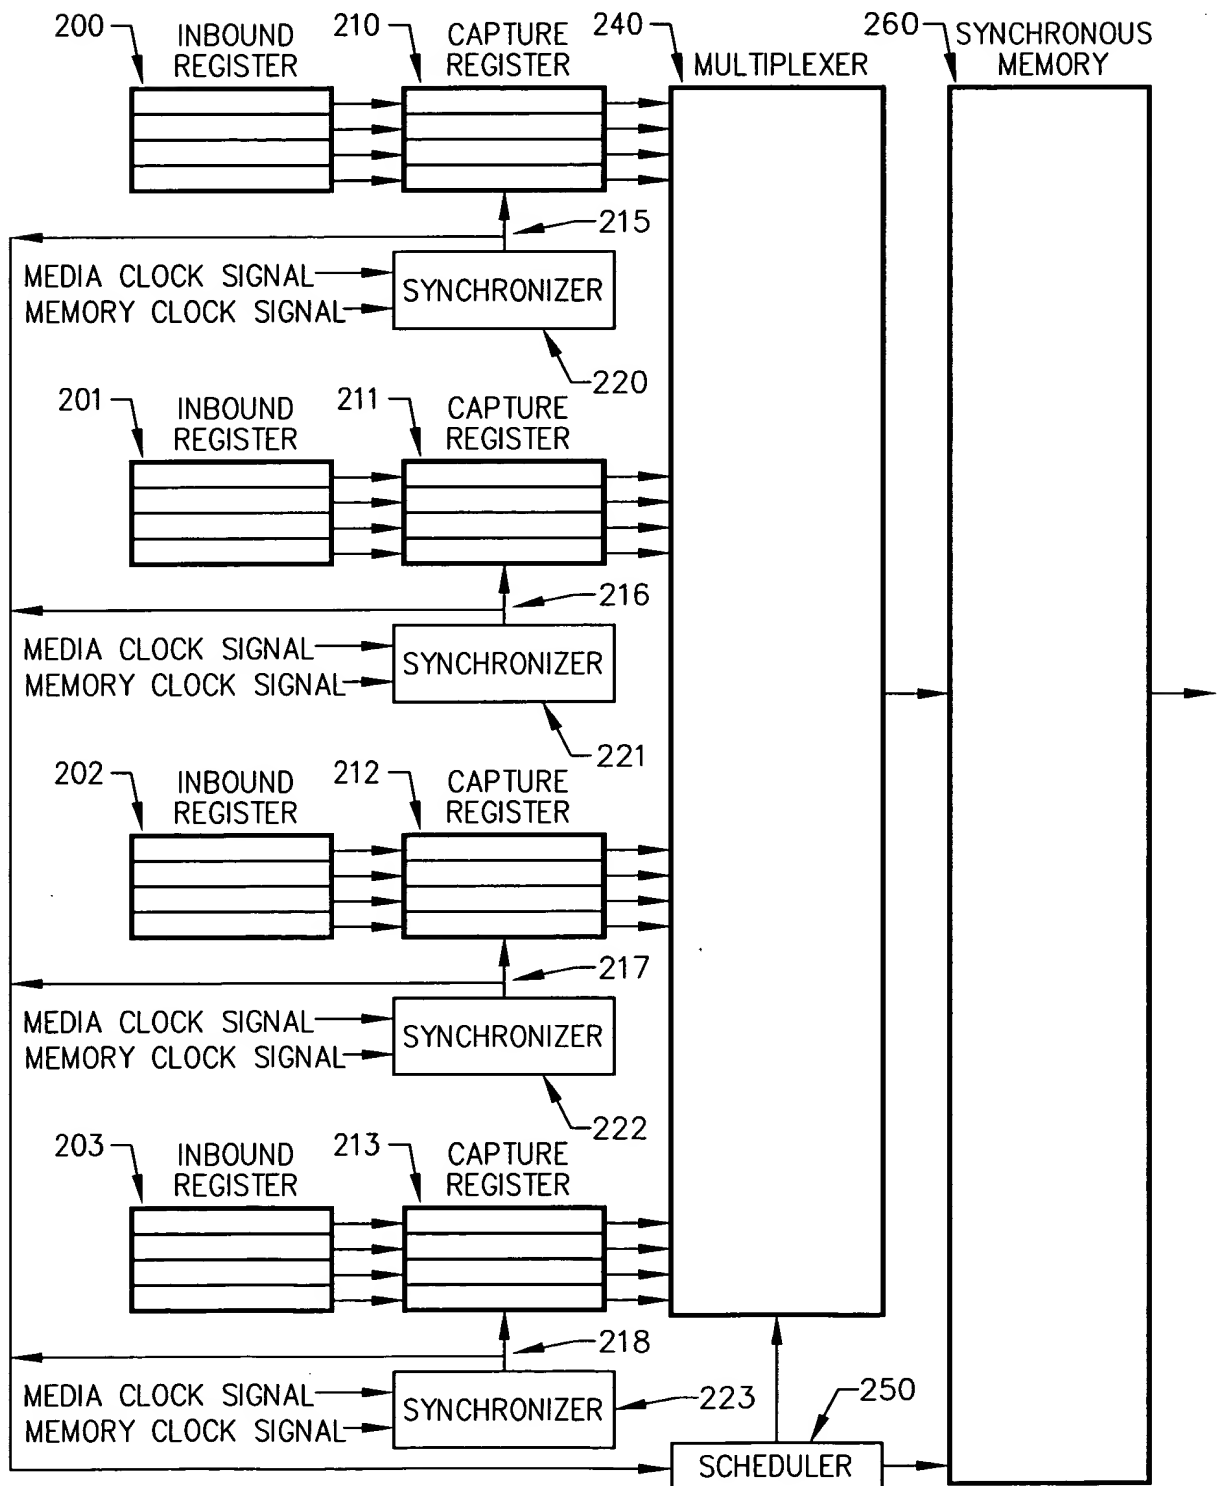 200
INBOUND
REGISTER
210
CAPTURE
REGISTER
240
MULTIPLEXER
260
SYNCHRONOUS
MEMORY
215
MEDIA CLOCK SIGNAL
MEMORY CLOCK SIGNAL
SYNCHRONIZER
220
201
INBOUND
REGISTER
211
CAPTURE
REGISTER
216
MEDIA CLOCK SIGNAL
MEMORY CLOCK SIGNAL
SYNCHRONIZER
221
202
INBOUND
REGISTER
212
CAPTURE
REGISTER
217
MEDIA CLOCK SIGNAL
MEMORY CLOCK SIGNAL
SYNCHRONIZER
222
203
INBOUND
REGISTER
213
CAPTURE
REGISTER
218
MEDIA CLOCK SIGNAL
MEMORY CLOCK SIGNAL
SYNCHRONIZER
223
250
SCHEDULER